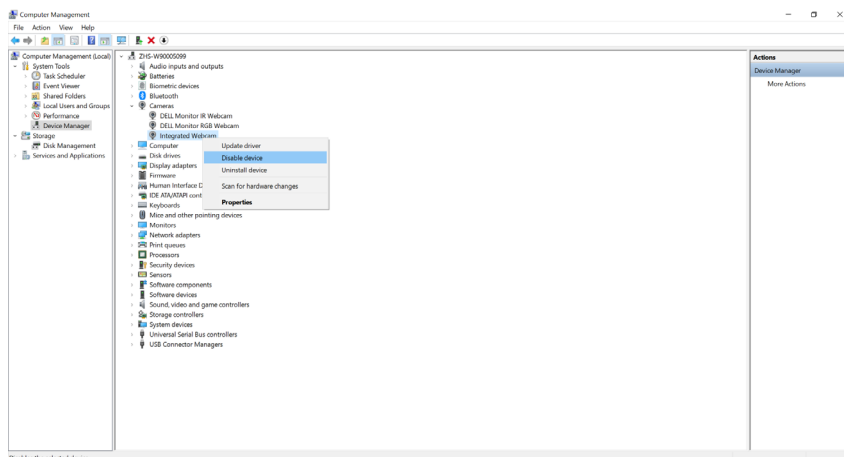 Computer Management
File Action View Help
Computer Management (Local)
System Tools
Task Scheduler
Event Viewer
Shared Folders
Local Users and Groups
Performance
Device Manager
Storage
Disk Management
Services and Applications
ZHS-W90005099
Audio inputs and outputs
Batteries
Biometric devices
Bluetooth
Cameras
DELL Monitor IR Webcam
DELL Monitor RGB Webcam
Integrated Webcam
Computer
Disk drives
Display adapters
Firmware
Human Interface D
IDE ATA/ATAPI cont
Keyboards
Mice and other pointing devices
Monitors
Network adapters
Print queues
Processors
Security devices
Sensors
Software components
Software devices
Sound, video and game controllers
Storage controllers
System devices
Universal Serial Bus controllers
USB Connector Managers
Update driver
Disable device
Uninstall device
Scan for hardware changes
Properties
Actions
Device Manager
More Actions